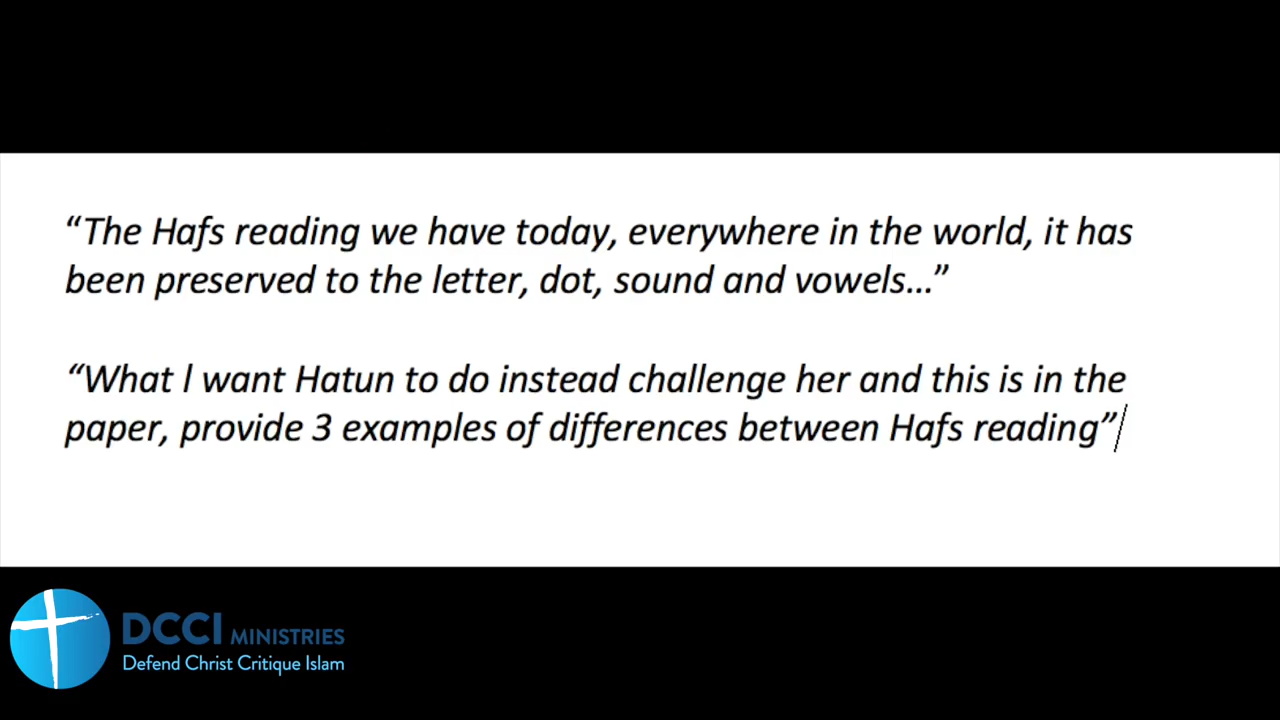 “The Hafs reading we have today, everywhere in the world, it has
been preserved to the letter, dot, sound and vowels…”
“What l want Hatun to do instead challenge her and this is in the
paper, provide 3 examples of differences between Hafs reading”
DCCI MINISTRIES
Defend Christ Critique Islam